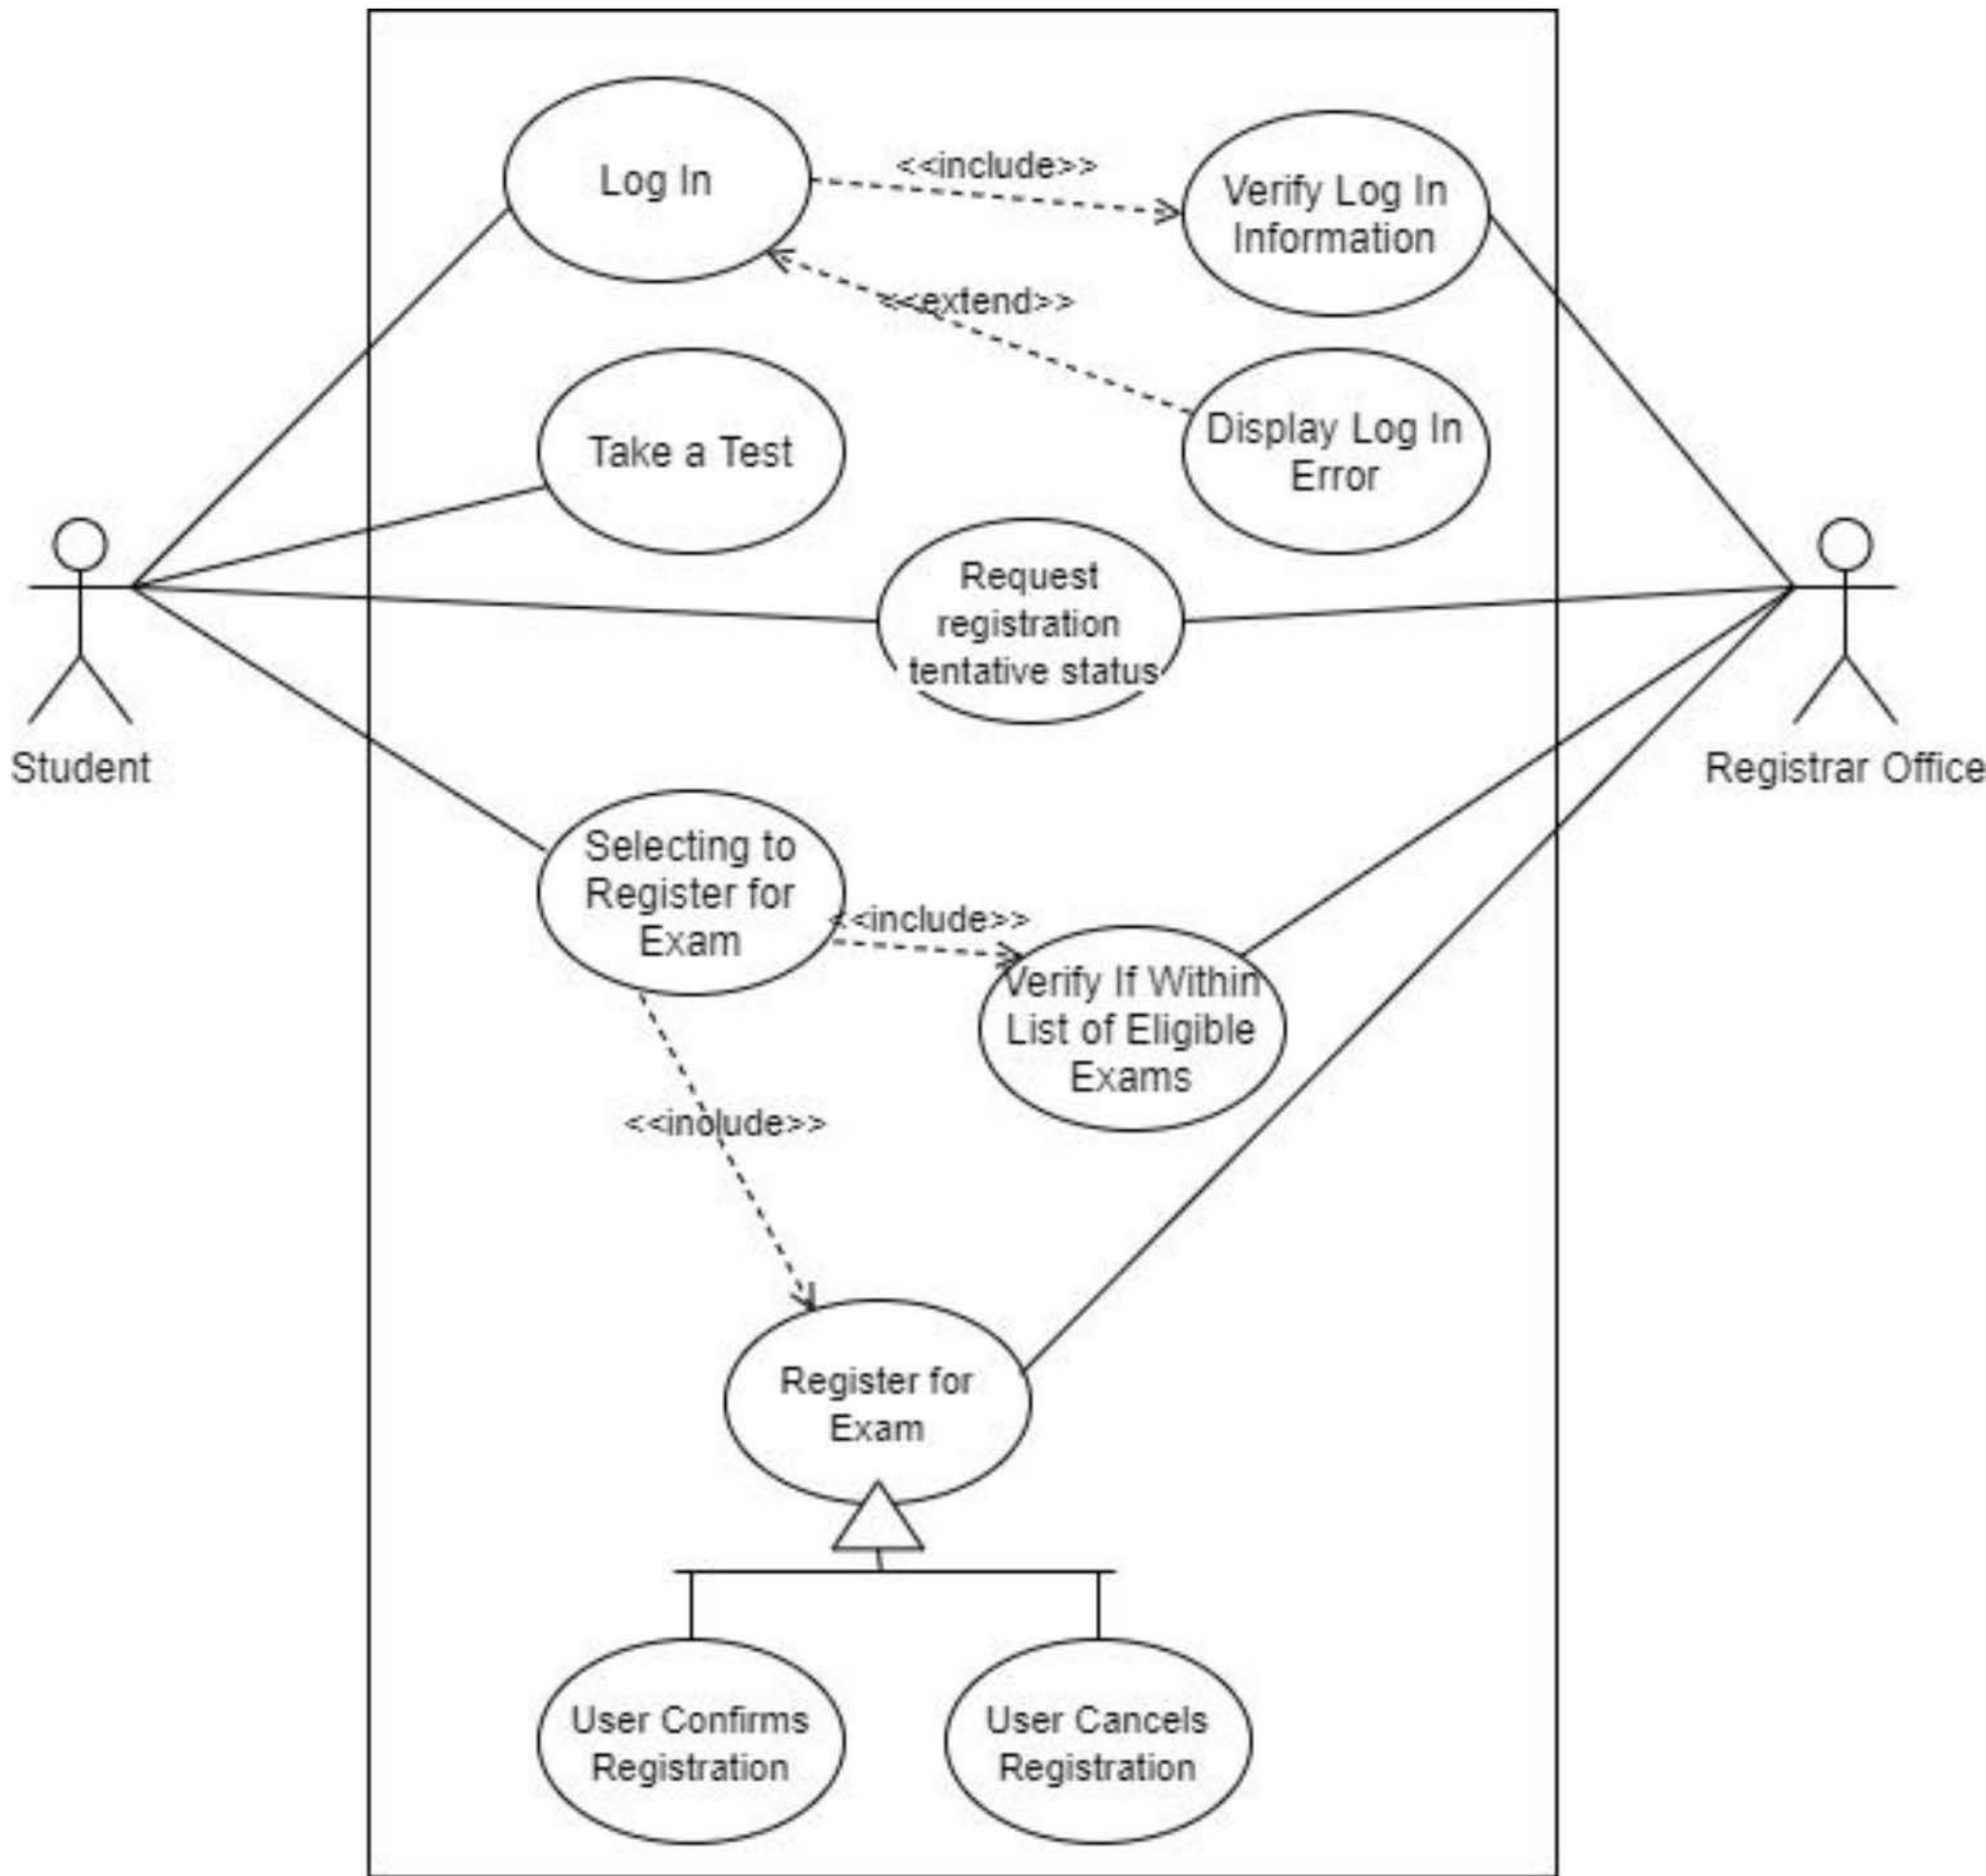 Log In
<<include>>
Verify Log In
Information
<<extend>>
Take a Test
Display Log In
Error
Request
registration
tentative status
Student
Registrar Office
Selecting to
Register for
Exam
<<include>>
Verify If Within
List of Eligible
Exams
<<include>>
Register for
Exam
User Confirms
Registration
User Cancels
Registration